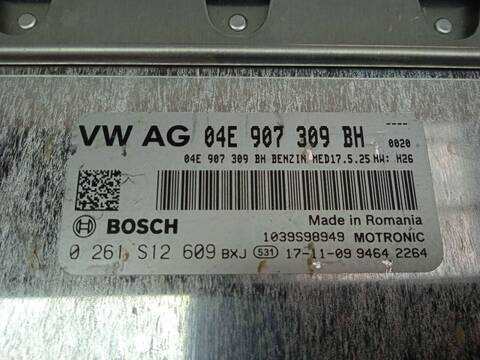 VW AG 04E 907 309 BH 0820
04E 907 309 BH BENZIN MED17.5.25 HW: H26
BOSCH
Made in Romania
1039S98949 MOTRONIC
0 261 S12 609 BXJ 531 17-11-09 9464 2264